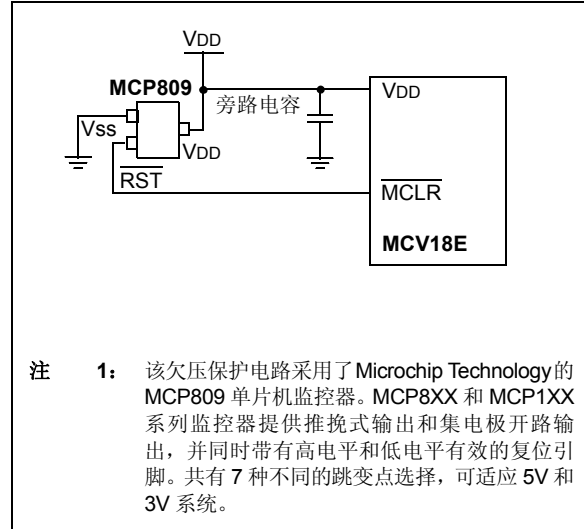 VDD
MCP809
旁路电容
VDD
Vss
VDD
RST
MCLR
MCV18E
注 1： 该欠压保护电路采用了Microchip Technology的
MCP809 单片机监控器。MCP8XX 和 MCP1XX
系列监控器提供推挽式输出和集电极开路输
出，并同时带有高电平和低电平有效的复位引
脚。共有 7 种不同的跳变点选择，可适应 5V 和
3V 系统。